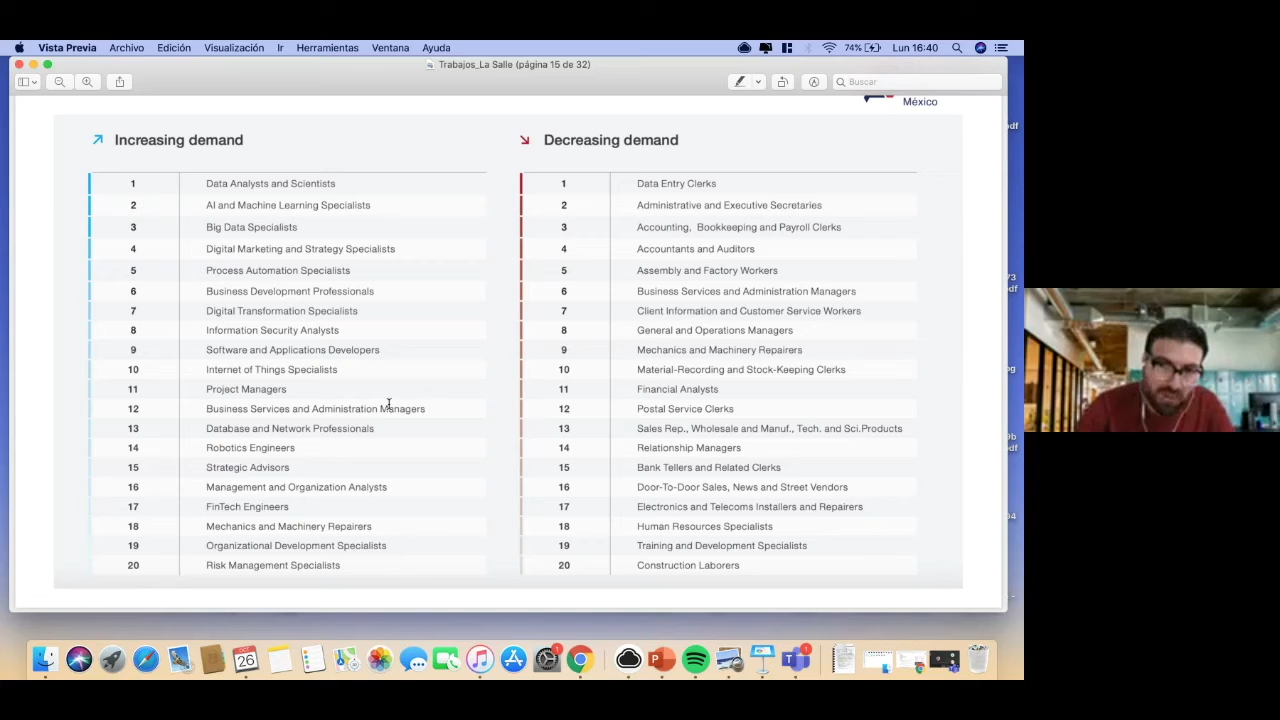 Vista Previa Archivo Edición Visualización Ir Herramientas Ventana Ayuda 74% Lun 16:40
Trabajos_La Salle (página 15 de 32)
Buscar
México
Increasing demand
1 Data Analysts and Scientists
2 AI and Machine Learning Specialists
3 Big Data Specialists
4 Digital Marketing and Strategy Specialists
5 Process Automation Specialists
6 Business Development Professionals
7 Digital Transformation Specialists
8 Information Security Analysts
9 Software and Applications Developers
10 Internet of Things Specialists
11 Project Managers
12 Business Services and Administration Managers
13 Database and Network Professionals
14 Robotics Engineers
15 Strategic Advisors
16 Management and Organization Analysts
17 FinTech Engineers
18 Mechanics and Machinery Repairers
19 Organizational Development Specialists
20 Risk Management Specialists
Decreasing demand
1 Data Entry Clerks
2 Administrative and Executive Secretaries
3 Accounting, Bookkeeping and Payroll Clerks
4 Accountants and Auditors
5 Assembly and Factory Workers
6 Business Services and Administration Managers
7 Client Information and Customer Service Workers
8 General and Operations Managers
9 Mechanics and Machinery Repairers
10 Material-Recording and Stock-Keeping Clerks
11 Financial Analysts
12 Postal Service Clerks
13 Sales Rep., Wholesale and Manuf., Tech. and Sci.Products
14 Relationship Managers
15 Bank Tellers and Related Clerks
16 Door-To-Door Sales, News and Street Vendors
17 Electronics and Telecoms Installers and Repairers
18 Human Resources Specialists
19 Training and Development Specialists
20 Construction Laborers
OCT
26